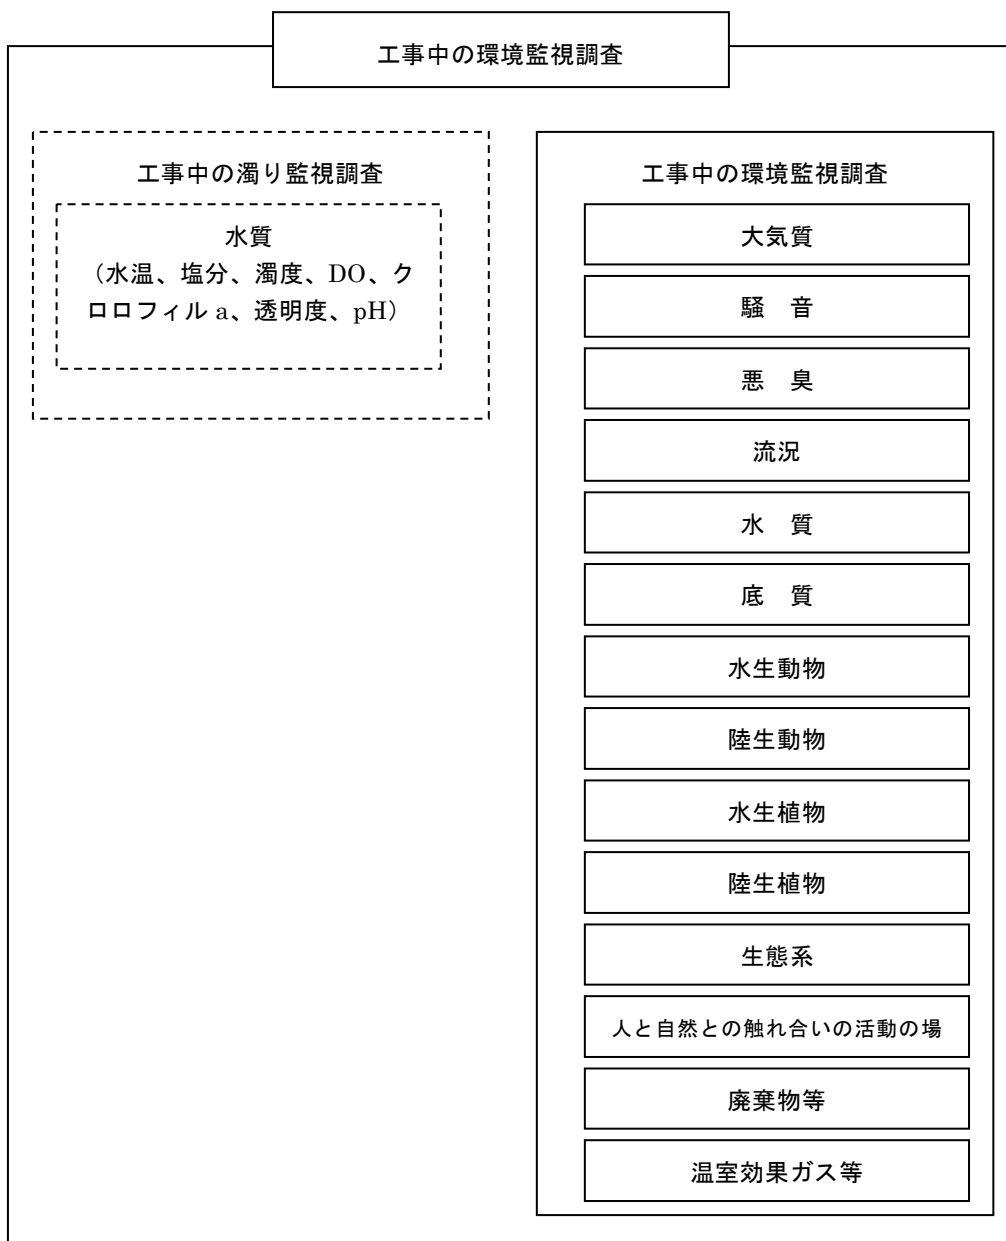 工事中の環境監視調査
工事中の濁り監視調査
水質
（水温、塩分、濁度、DO、ク
ロロフィル a、透明度、pH）
工事中の環境監視調査
大気質
騒　音
悪　臭
流況
水　質
底　質
水生動物
陸生動物
水生植物
陸生植物
生態系
人と自然との触れ合いの活動の場
廃棄物等
温室効果ガス等